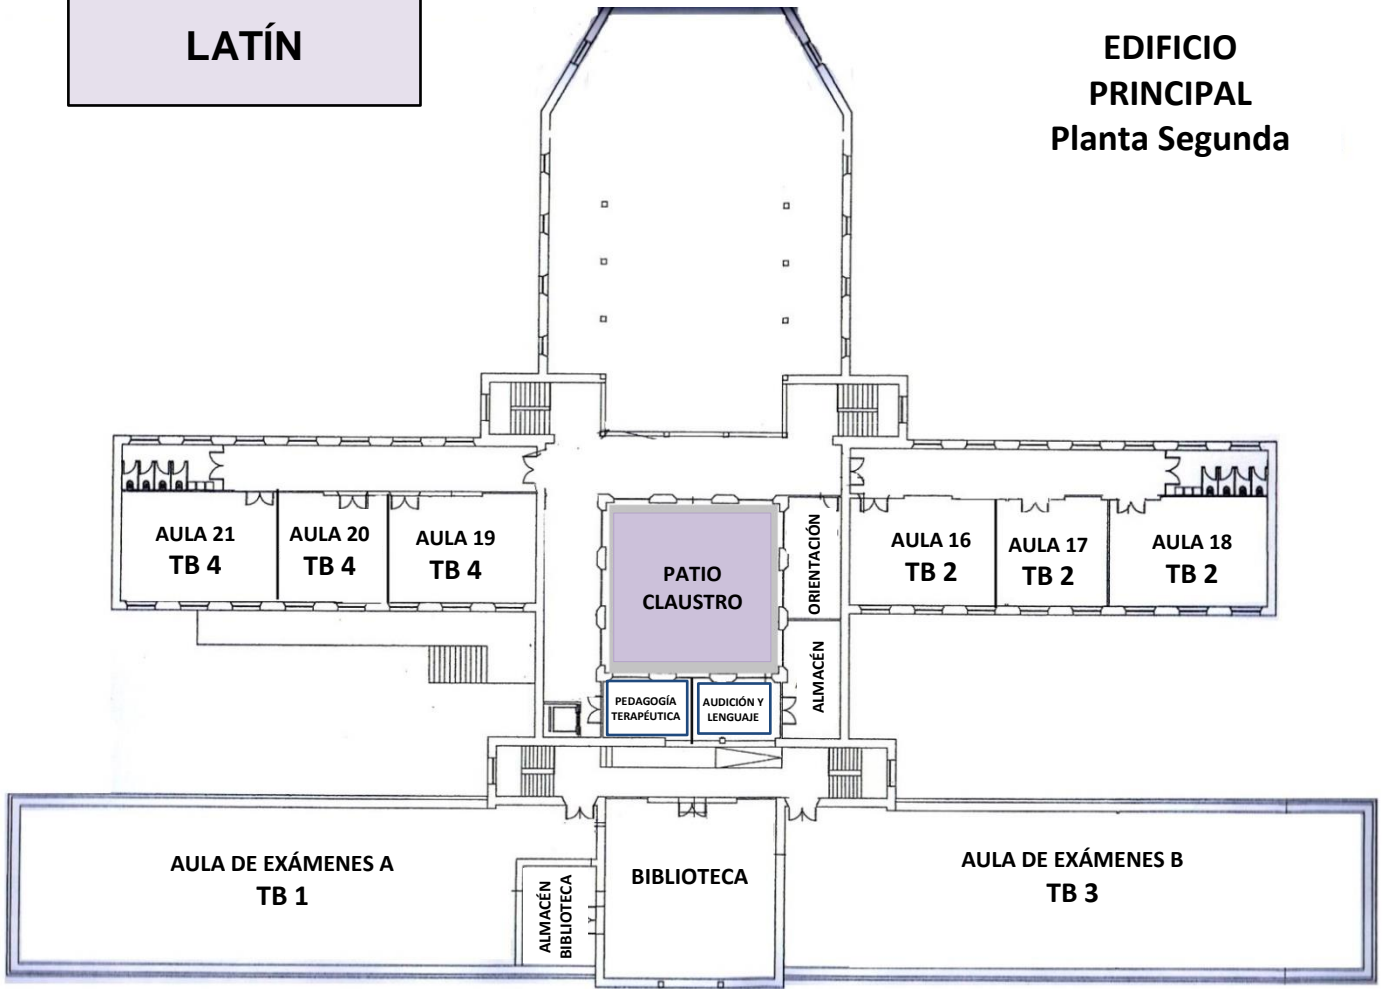 LATÍN
EDIFICIO
PRINCIPAL
Planta Segunda
AULA 21
TB 4
AULA 20
TB 4
AULA 19
TB 4
PATIO
CLAUSTRO
ORIENTACIÓN
AULA 16
TB 2
AULA 17
TB 2
AULA 18
TB 2
ALMACÉN
PEDAGOGÍA
TERAPÉUTICA
AUDICIÓN Y
LENGUAJE
AULA DE EXÁMENES A
TB 1
ALMACÉN
BIBLIOTECA
BIBLIOTECA
AULA DE EXÁMENES B
TB 3